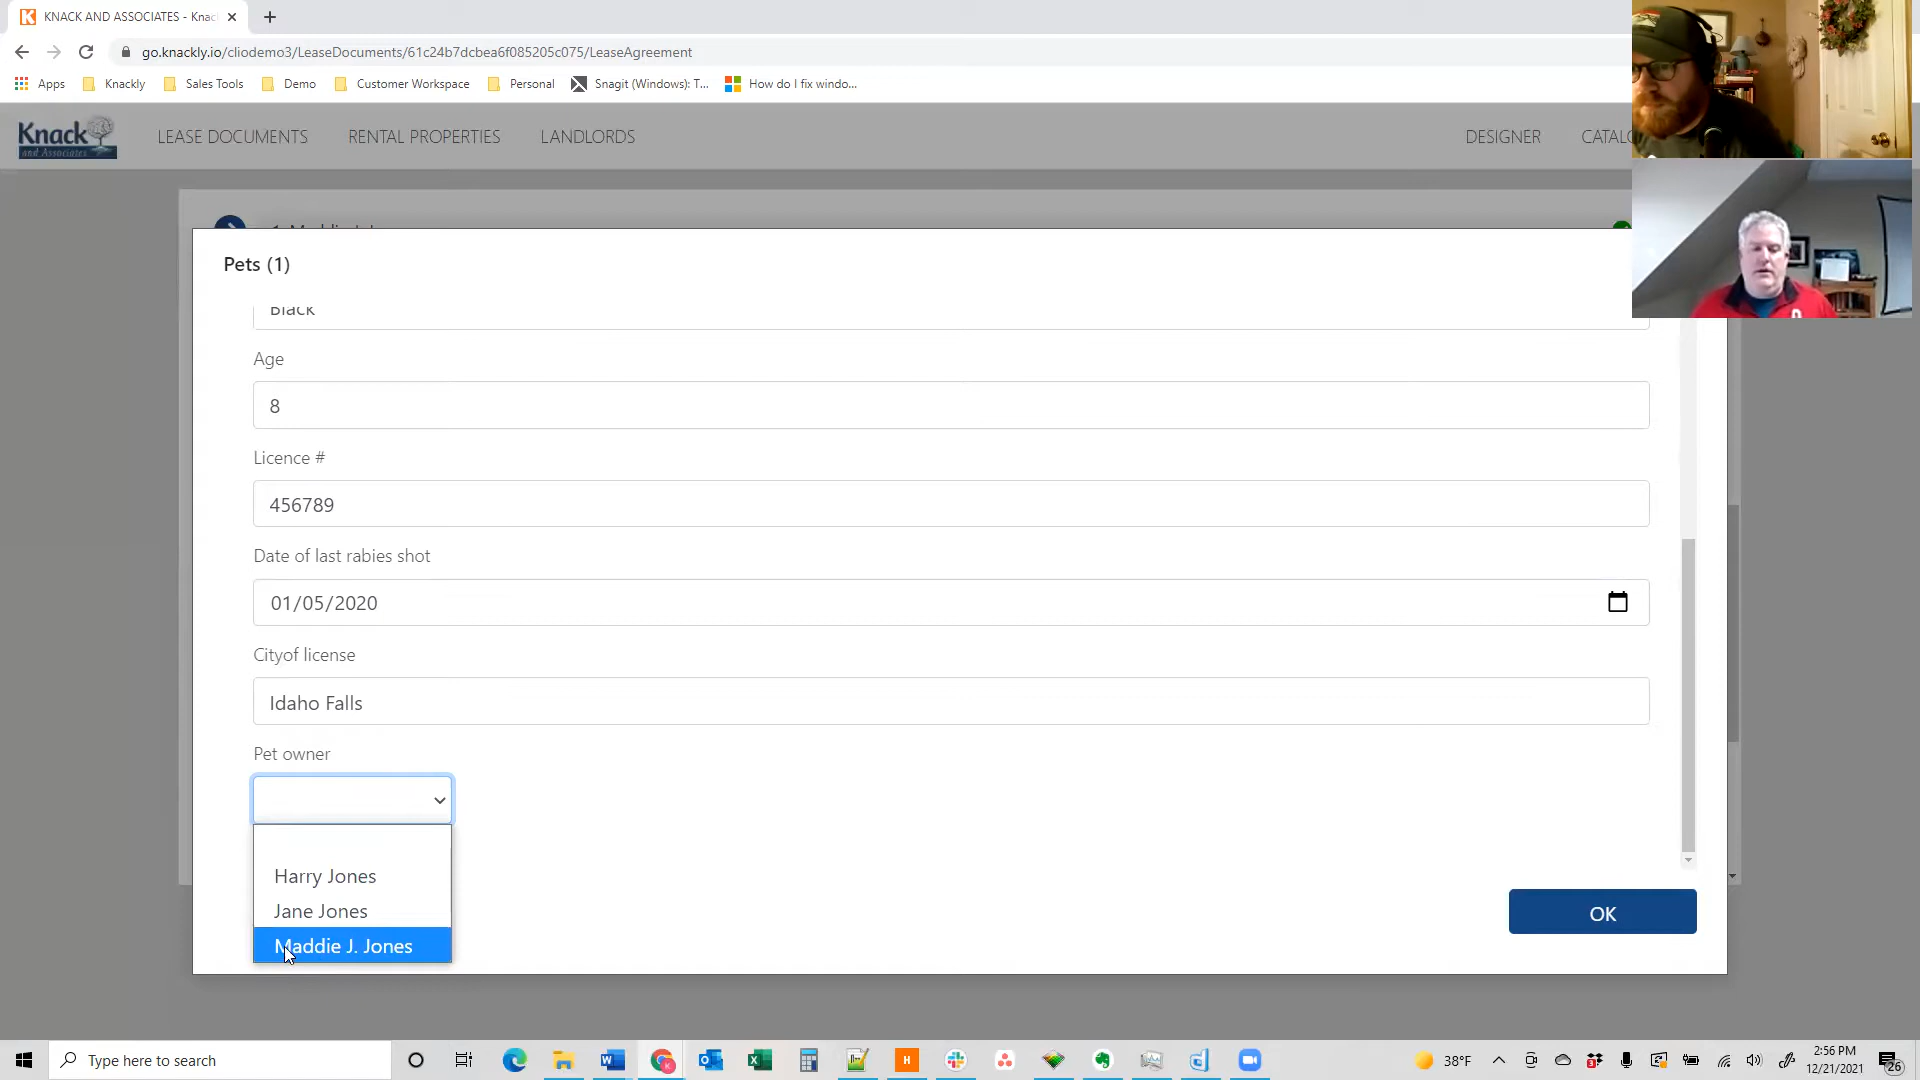 KNACK AND ASSOCIATES - Knac
go.knackly.io/cliodemo3/LeaseDocuments/61c24b7dcbea6f085205c075/LeaseAgreement
Apps Knackly Sales Tools Demo Customer Workspace Personal Snagit (Windows): T... How do I fix windo...
Knack
and Associates
LEASE DOCUMENTS RENTAL PROPERTIES LANDLORDS DESIGNER CATALO
Pets (1)
Black
Age
8
Licence #
456789
Date of last rabies shot
01/05/2020
Cityof license
Idaho Falls
Pet owner
Harry Jones
Jane Jones
Maddie J. Jones
OK
Type here to search
38°F
2:56 PM
12/21/2021
26